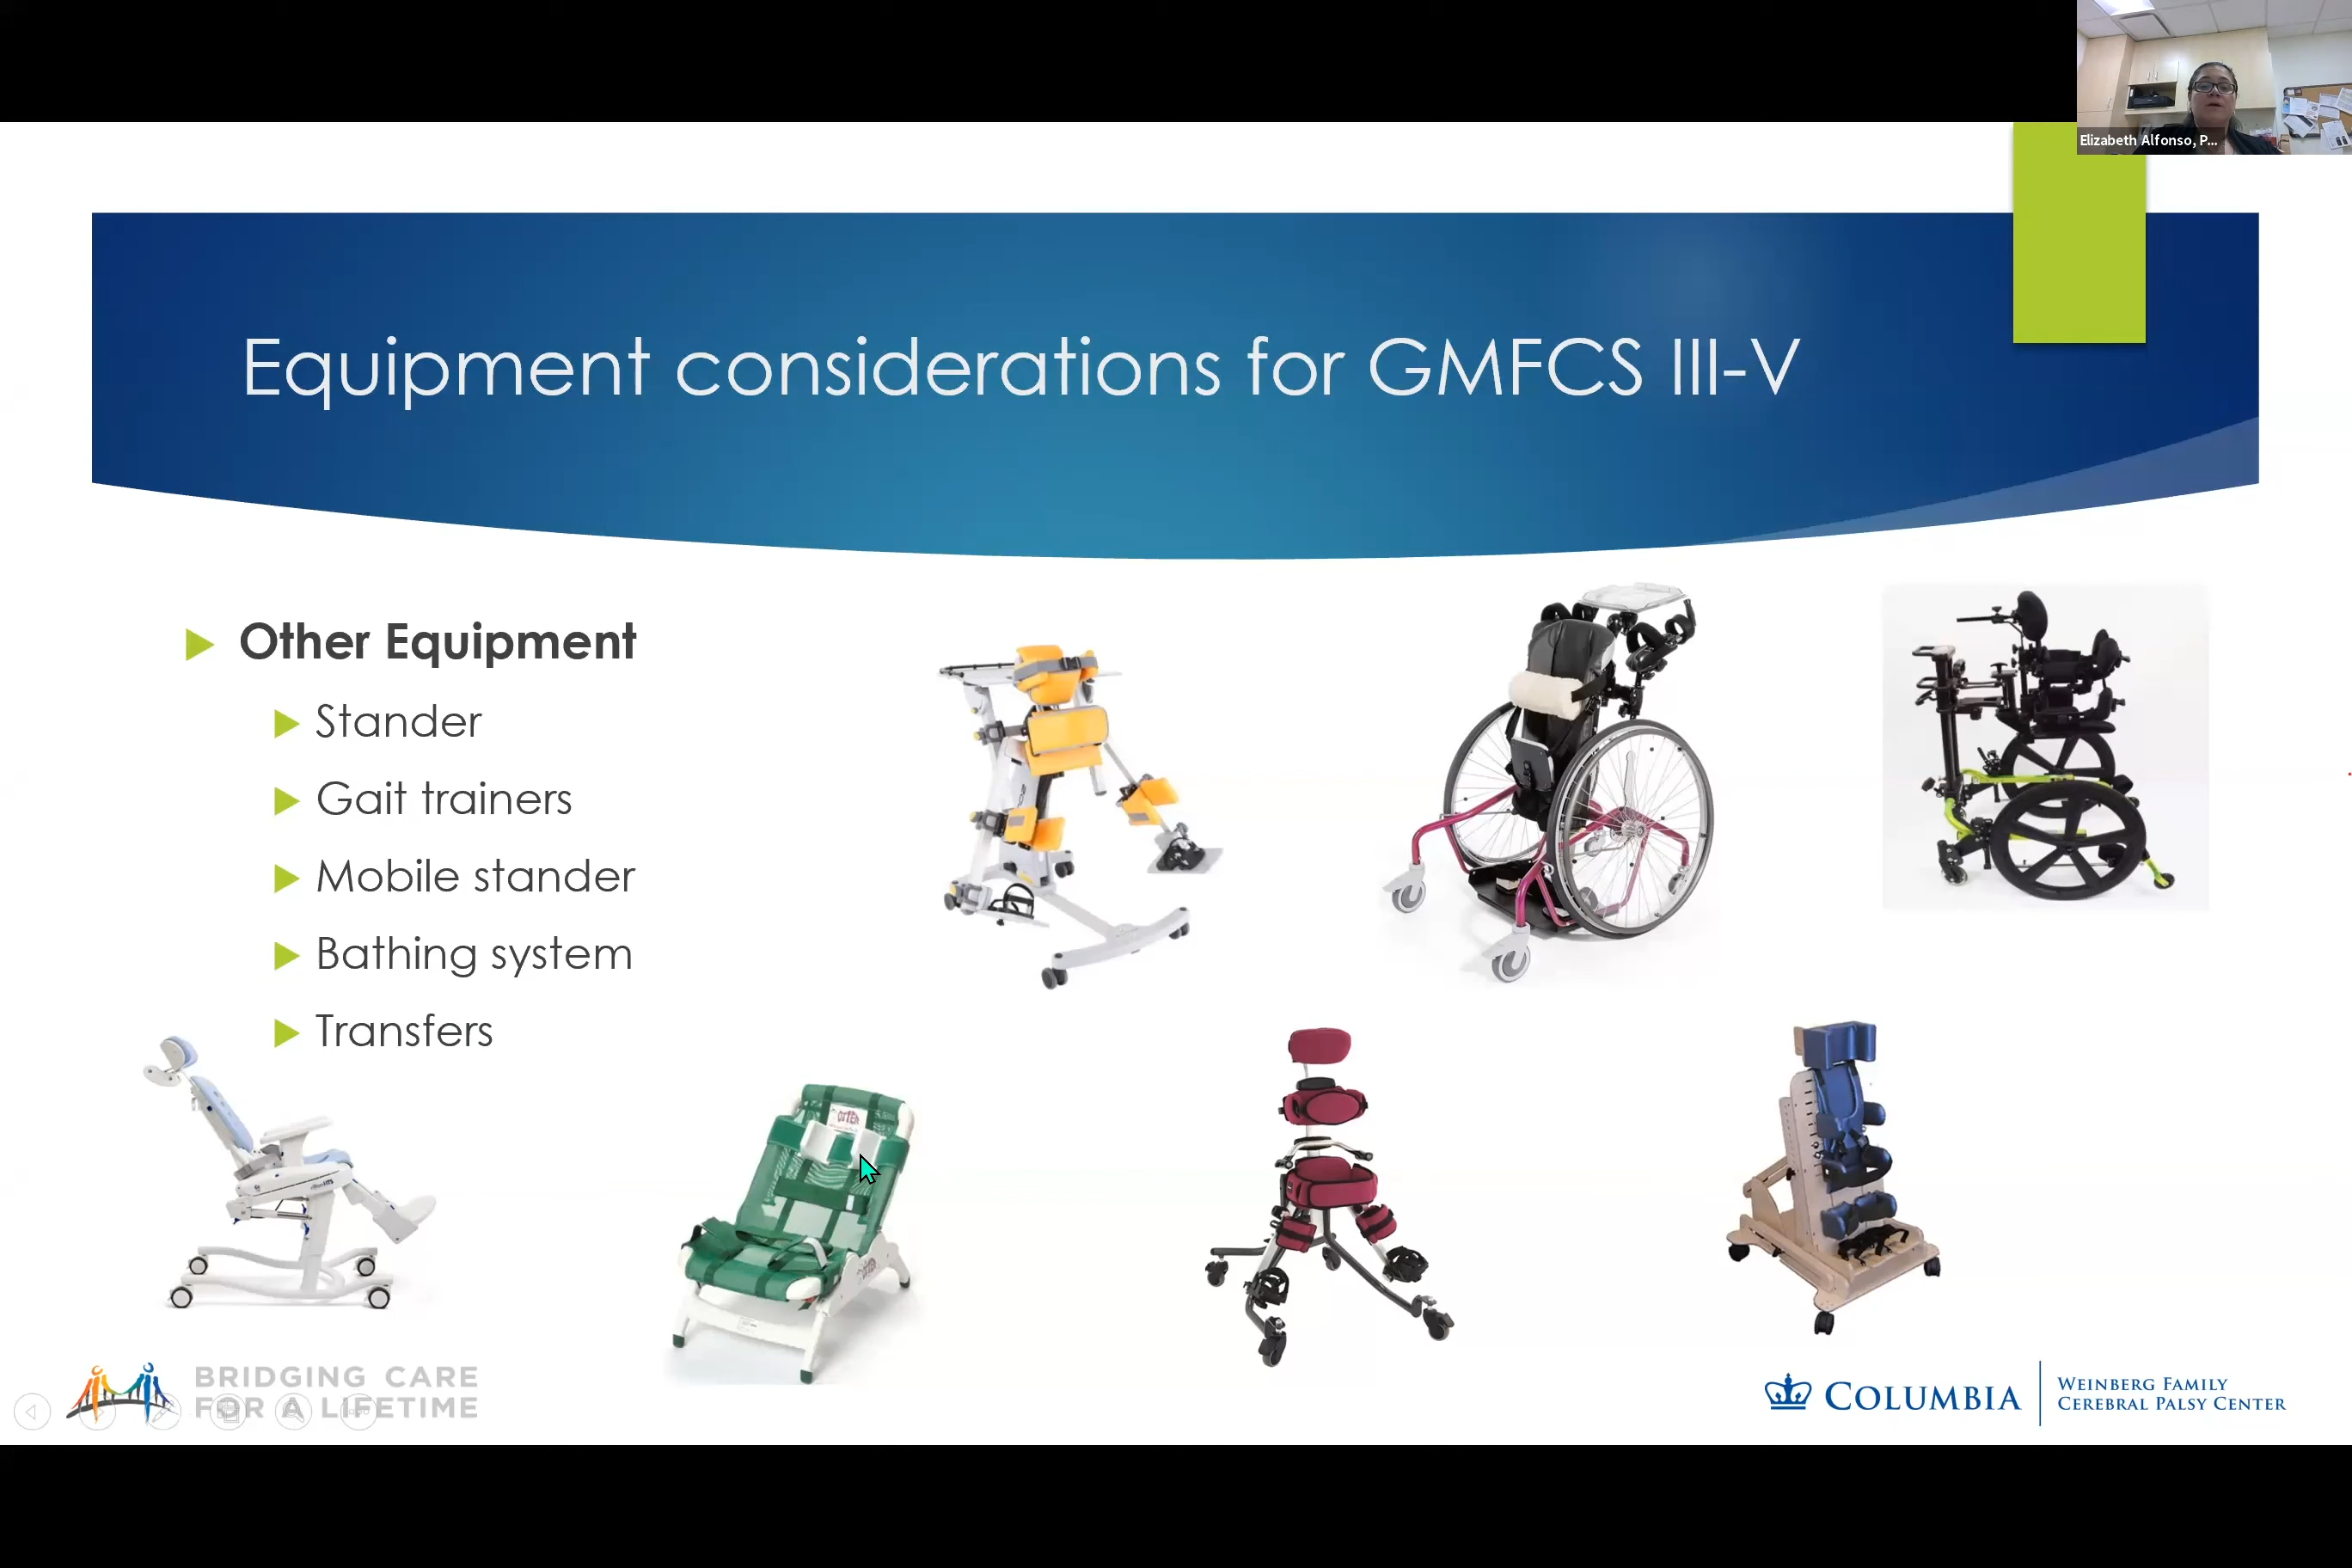 Elizabeth Alfonso, P...
Equipment considerations for GMFCS III-V
Other Equipment
Stander
Gait trainers
Mobile stander
Bathing system
Transfers
OTTER
BRIDGING CARE
FOR A LIFETIME
COLUMBIA
WEINBERG FAMILY
CEREBRAL PALSY CENTER